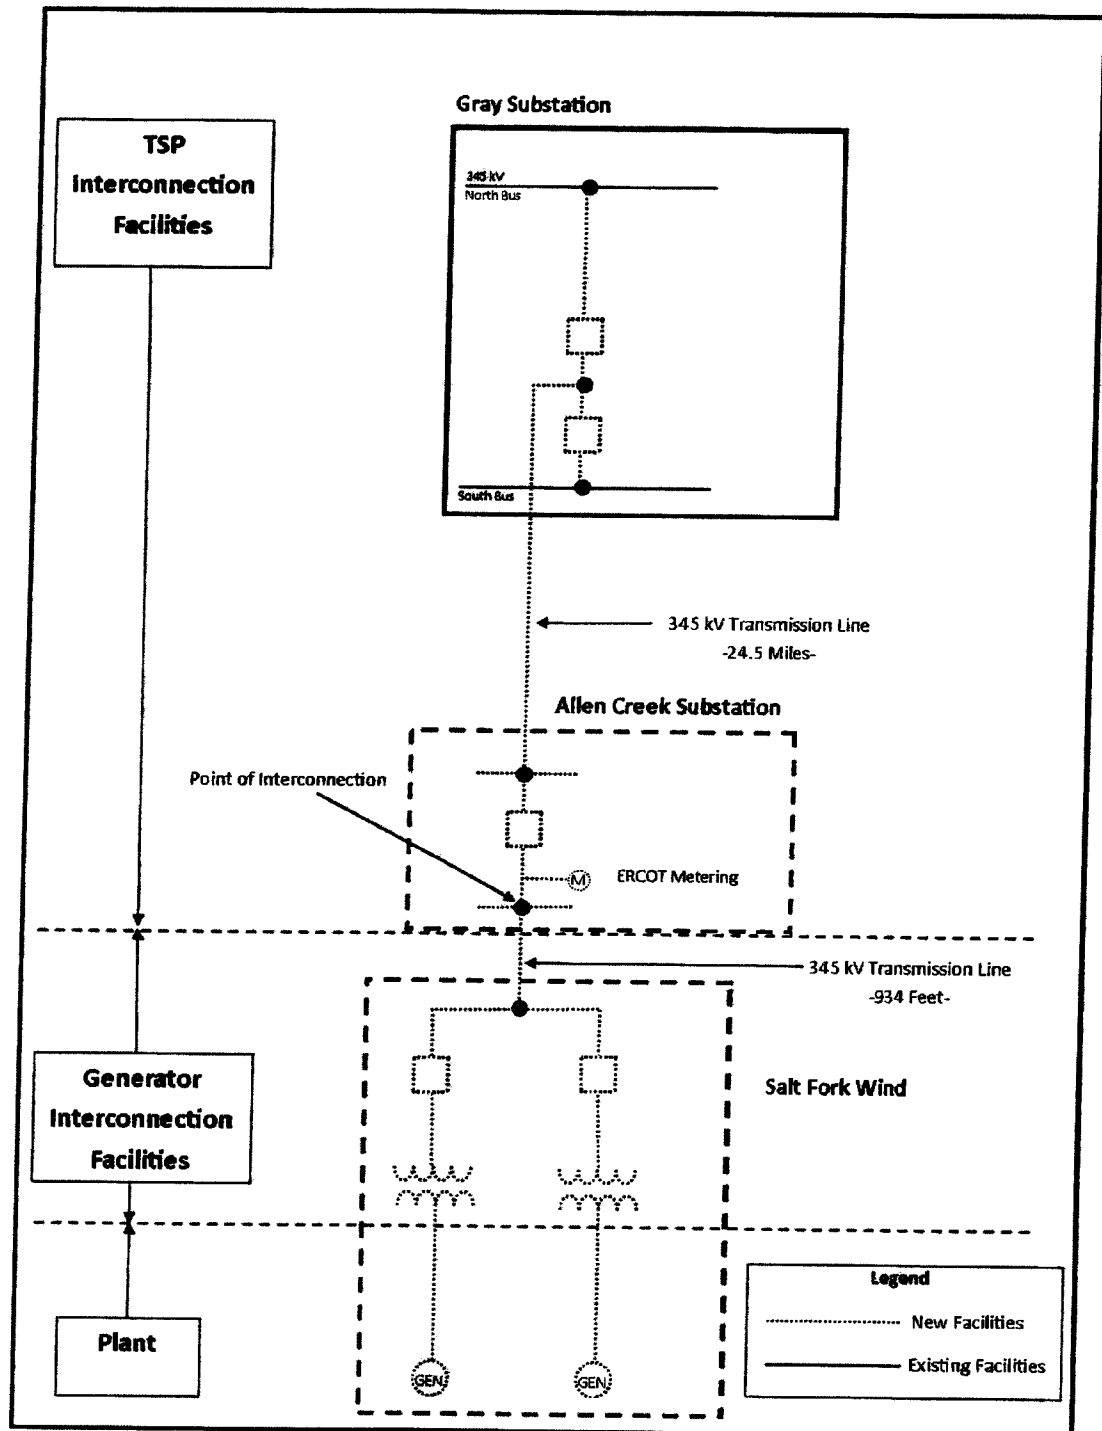 Gray Substation
TSP
Interconnection
Facilities
345 kV
North Bus
South Bus
345 kV Transmission Line
-24.5 Miles-
Allen Creek Substation
Point of Interconnection
M
ERCOT Metering
345 kV Transmission Line
-934 Feet-
Generator
Interconnection
Facilities
Salt Fork Wind
Plant
GEN
GEN
Legend
New Facilities
Existing Facilities